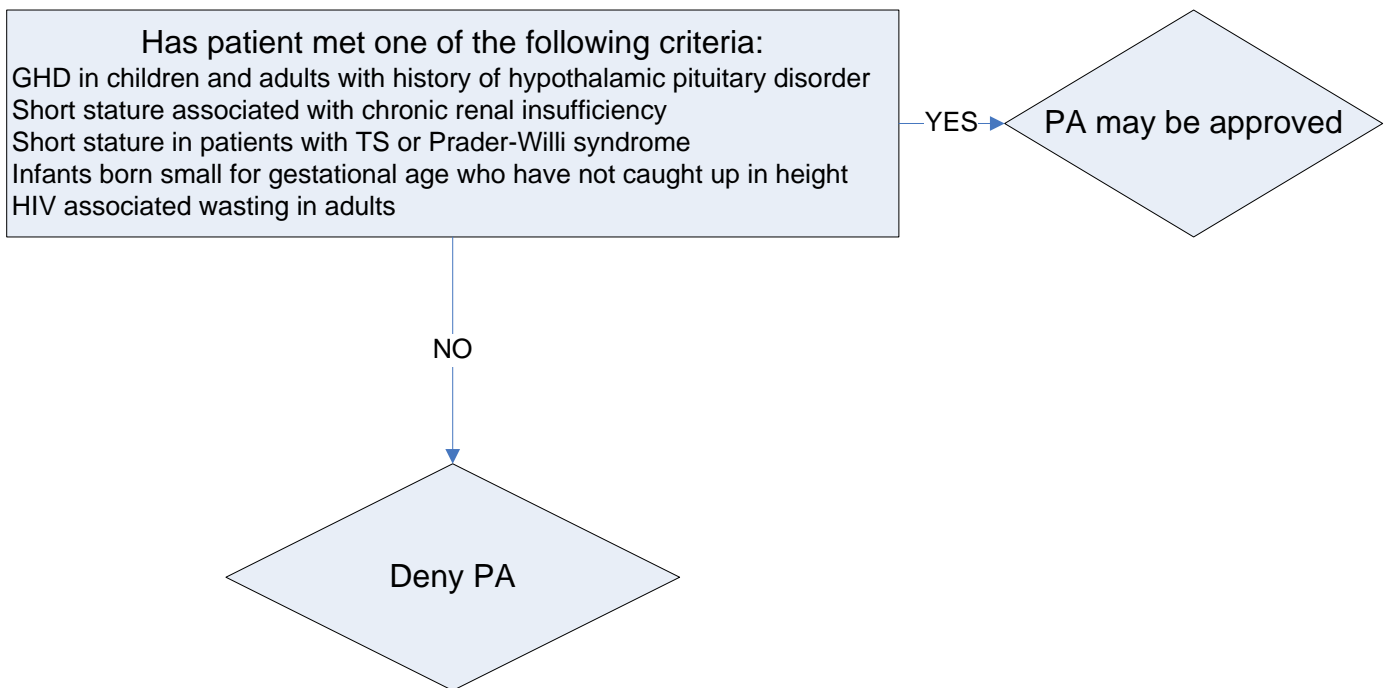 Has patient met one of the following criteria:
GHD in children and adults with history of hypothalamic pituitary disorder
Short stature associated with chronic renal insufficiency
Short stature in patients with TS or Prader-Willi syndrome
Infants born small for gestational age who have not caught up in height
HIV associated wasting in adults
YES
PA may be approved
NO
Deny PA